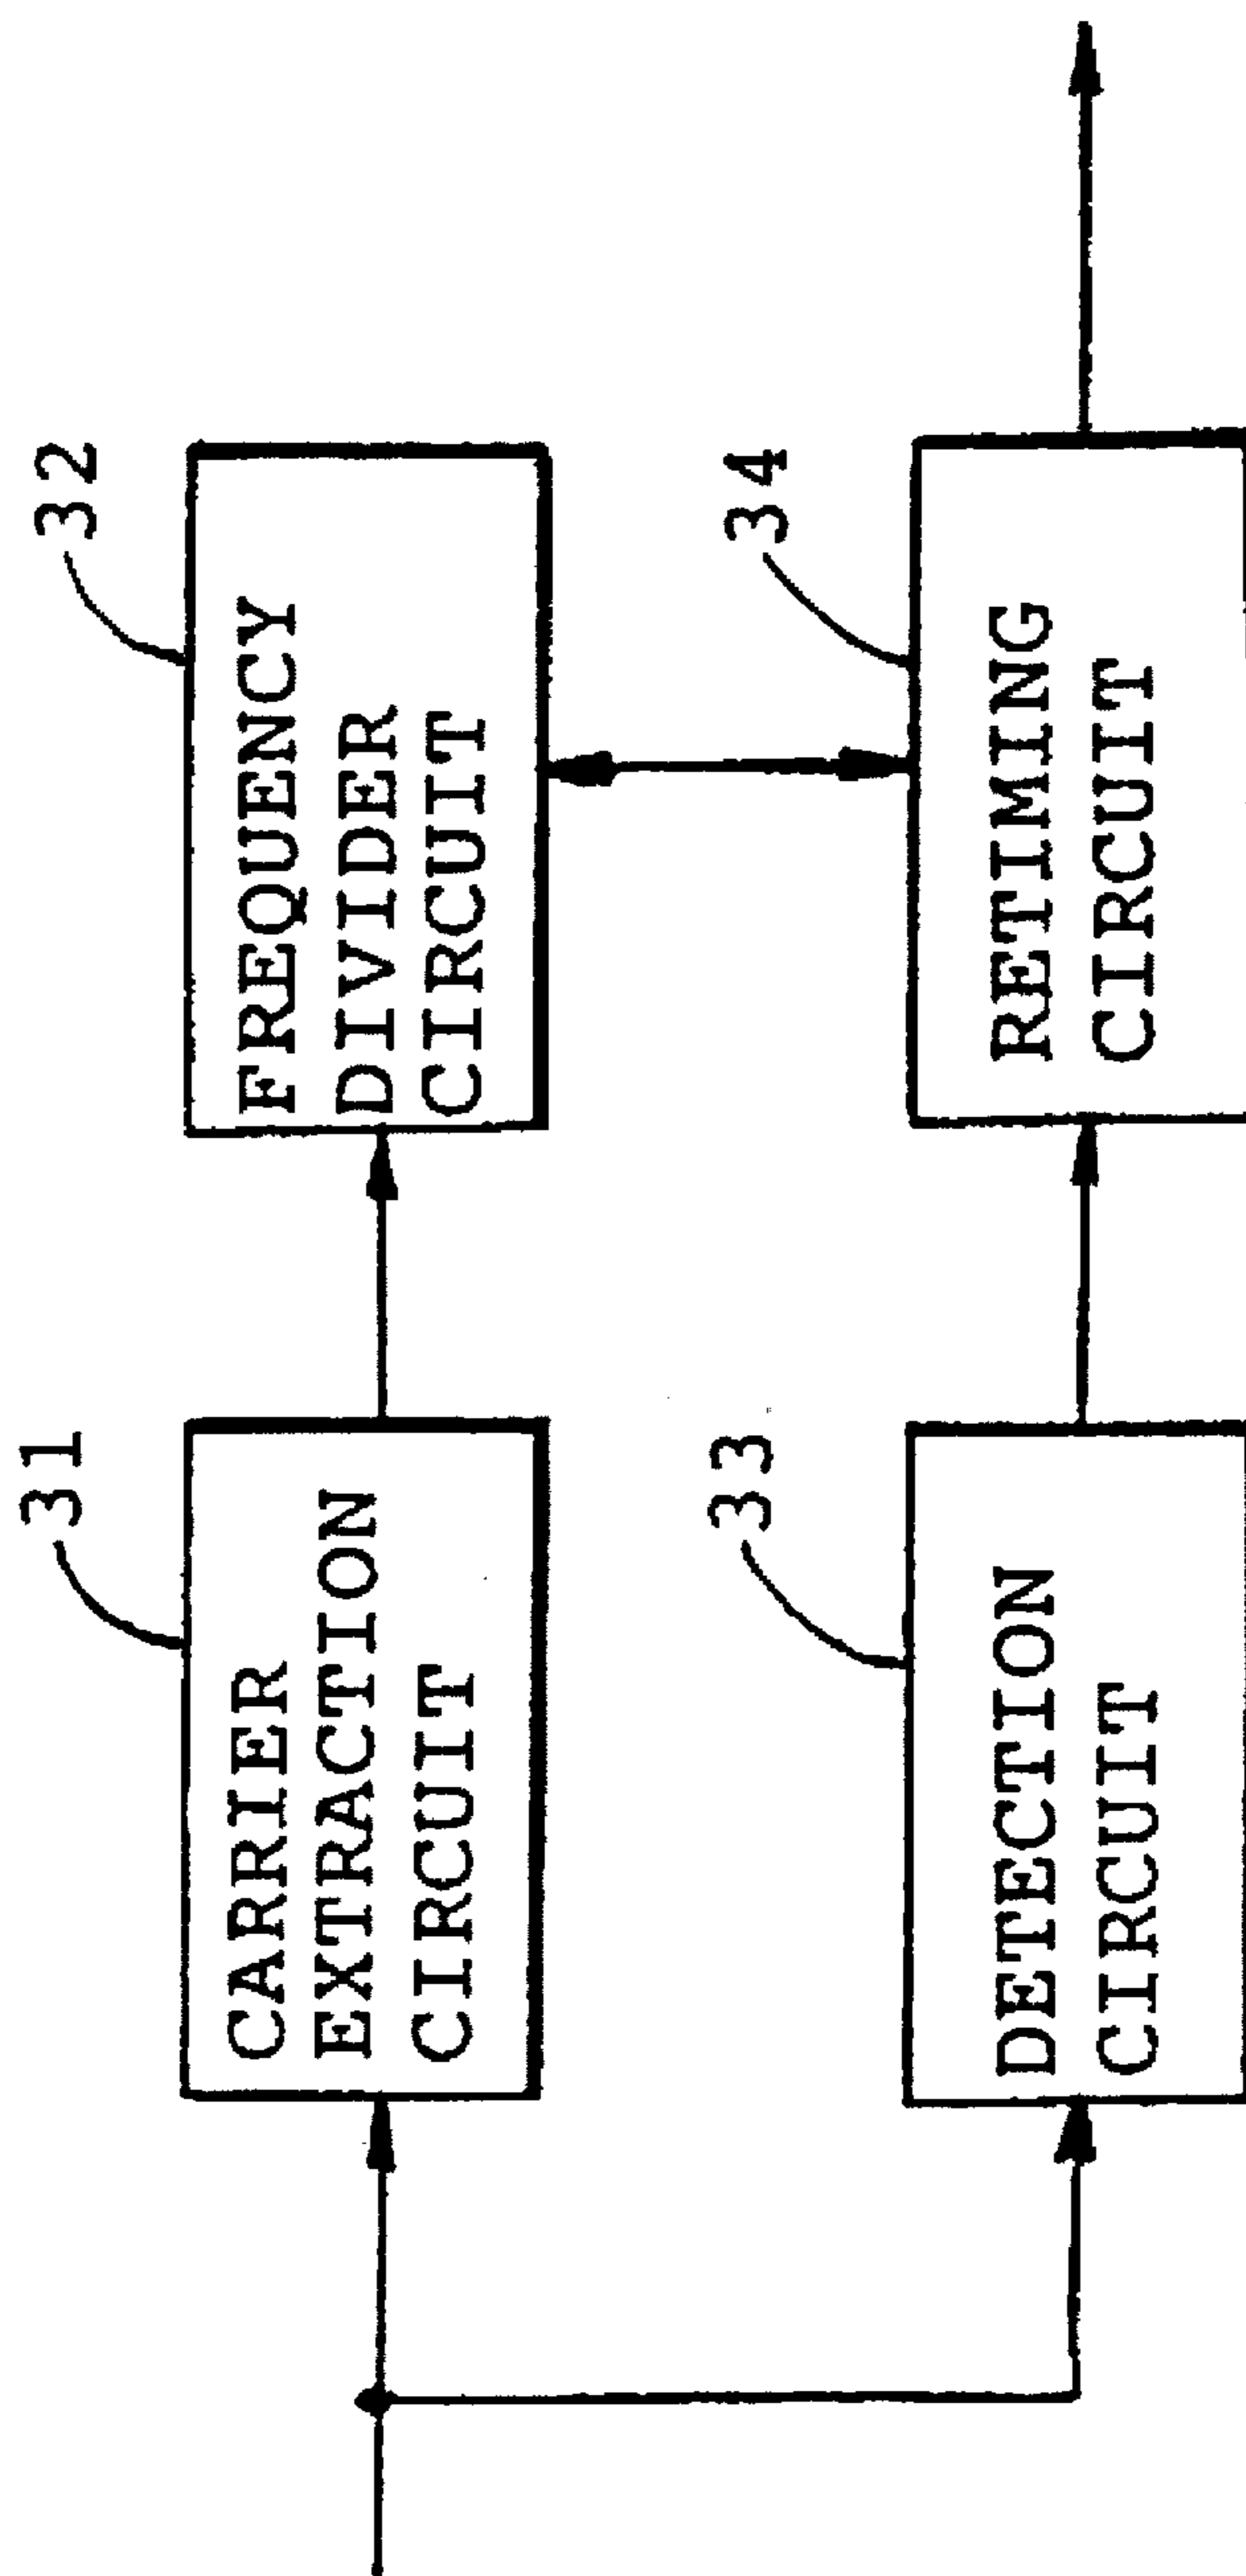 31
CARRIER
EXTRACTION
CIRCUIT
32
FREQUENCY
DIVIDER
CIRCUIT
33
DETECTION
CIRCUIT
34
RETIMING
CIRCUIT